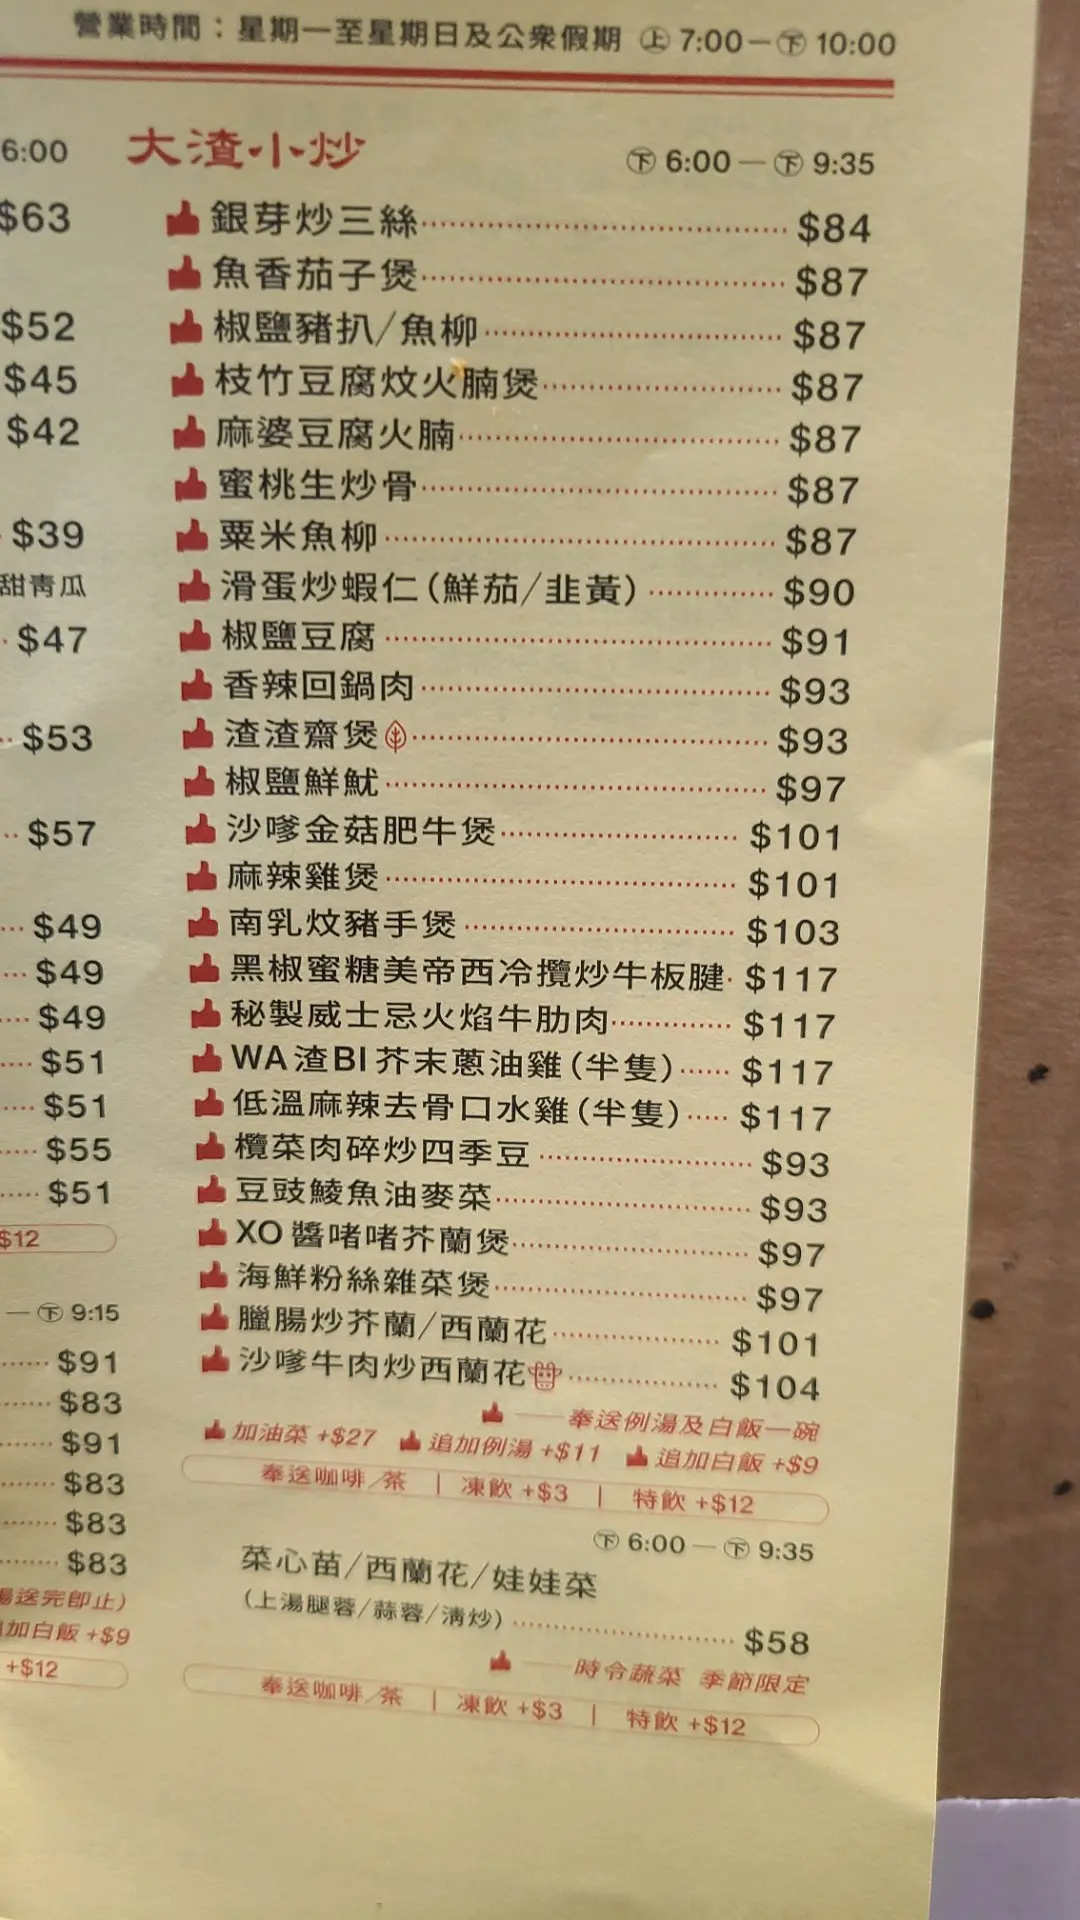 營業時間：星期一至星期日及公眾假期 上 7:00－下 10:00
6:00
大渣小炒 下 6:00－下 9:35
$63
$52
$45
$42
$39
甜青瓜
$47
$53
$57
$49
$49
$49
$51
$51
$55
$51
$12
－下 9:15
$91
$83
$91
$83
$83
$83
湯送完即止)
追加白飯 +$9
+$12
銀芽炒三絲 $84
魚香茄子煲 $87
椒鹽豬扒/魚柳 $87
枝竹豆腐炆火腩煲 $87
麻婆豆腐火腩 $87
蜜桃生炒骨 $87
粟米魚柳 $87
滑蛋炒蝦仁(鮮茄/韭黃) $90
椒鹽豆腐 $91
香辣回鍋肉 $93
渣渣齋煲 $93
椒鹽鮮魷 $97
沙嗲金菇肥牛煲 $101
麻辣雞煲 $101
南乳炆豬手煲 $103
黑椒蜜糖美帝西冷攬炒牛板腱 $117
秘製威士忌火焰牛肋肉 $117
WA渣BI芥末蔥油雞(半隻) $117
低溫麻辣去骨口水雞(半隻) $117
欖菜肉碎炒四季豆 $93
豆豉鯪魚油麥菜 $93
XO醬啫啫芥蘭煲 $97
海鮮粉絲雜菜煲 $97
臘腸炒芥蘭/西蘭花 $101
沙嗲牛肉炒西蘭花 $104
奉送例湯及白飯一碗
加油菜 +$27 追加例湯 +$11 追加白飯 +$9
奉送咖啡/茶 | 凍飲 +$3 | 特飲 +$12
下 6:00－下 9:35
菜心苗/西蘭花/娃娃菜
(上湯腿蓉/蒜蓉/清炒) $58
時令蔬菜 季節限定
奉送咖啡/茶 | 凍飲 +$3 | 特飲 +$12